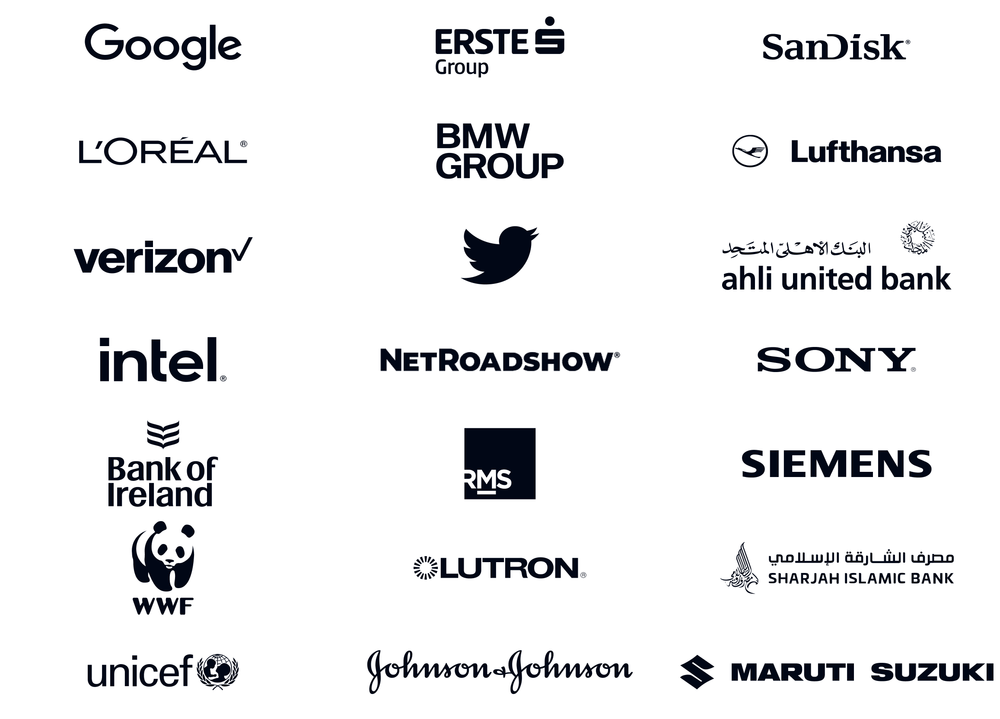 Google
ERSTE
Group
SanDisk®
L'ORÉAL®
BMW
GROUP
Lufthansa
verizon✓
البنك الأهلي المتحد
ahli united bank
intel®
NETROADSHOW®
SONY®
Bank of
Ireland
RMS
SIEMENS
WWF
LUTRON®
مصرف الشارقة الإسلامي
SHARJAH ISLAMIC BANK
unicef
Johnson&Johnson
MARUTI SUZUKI